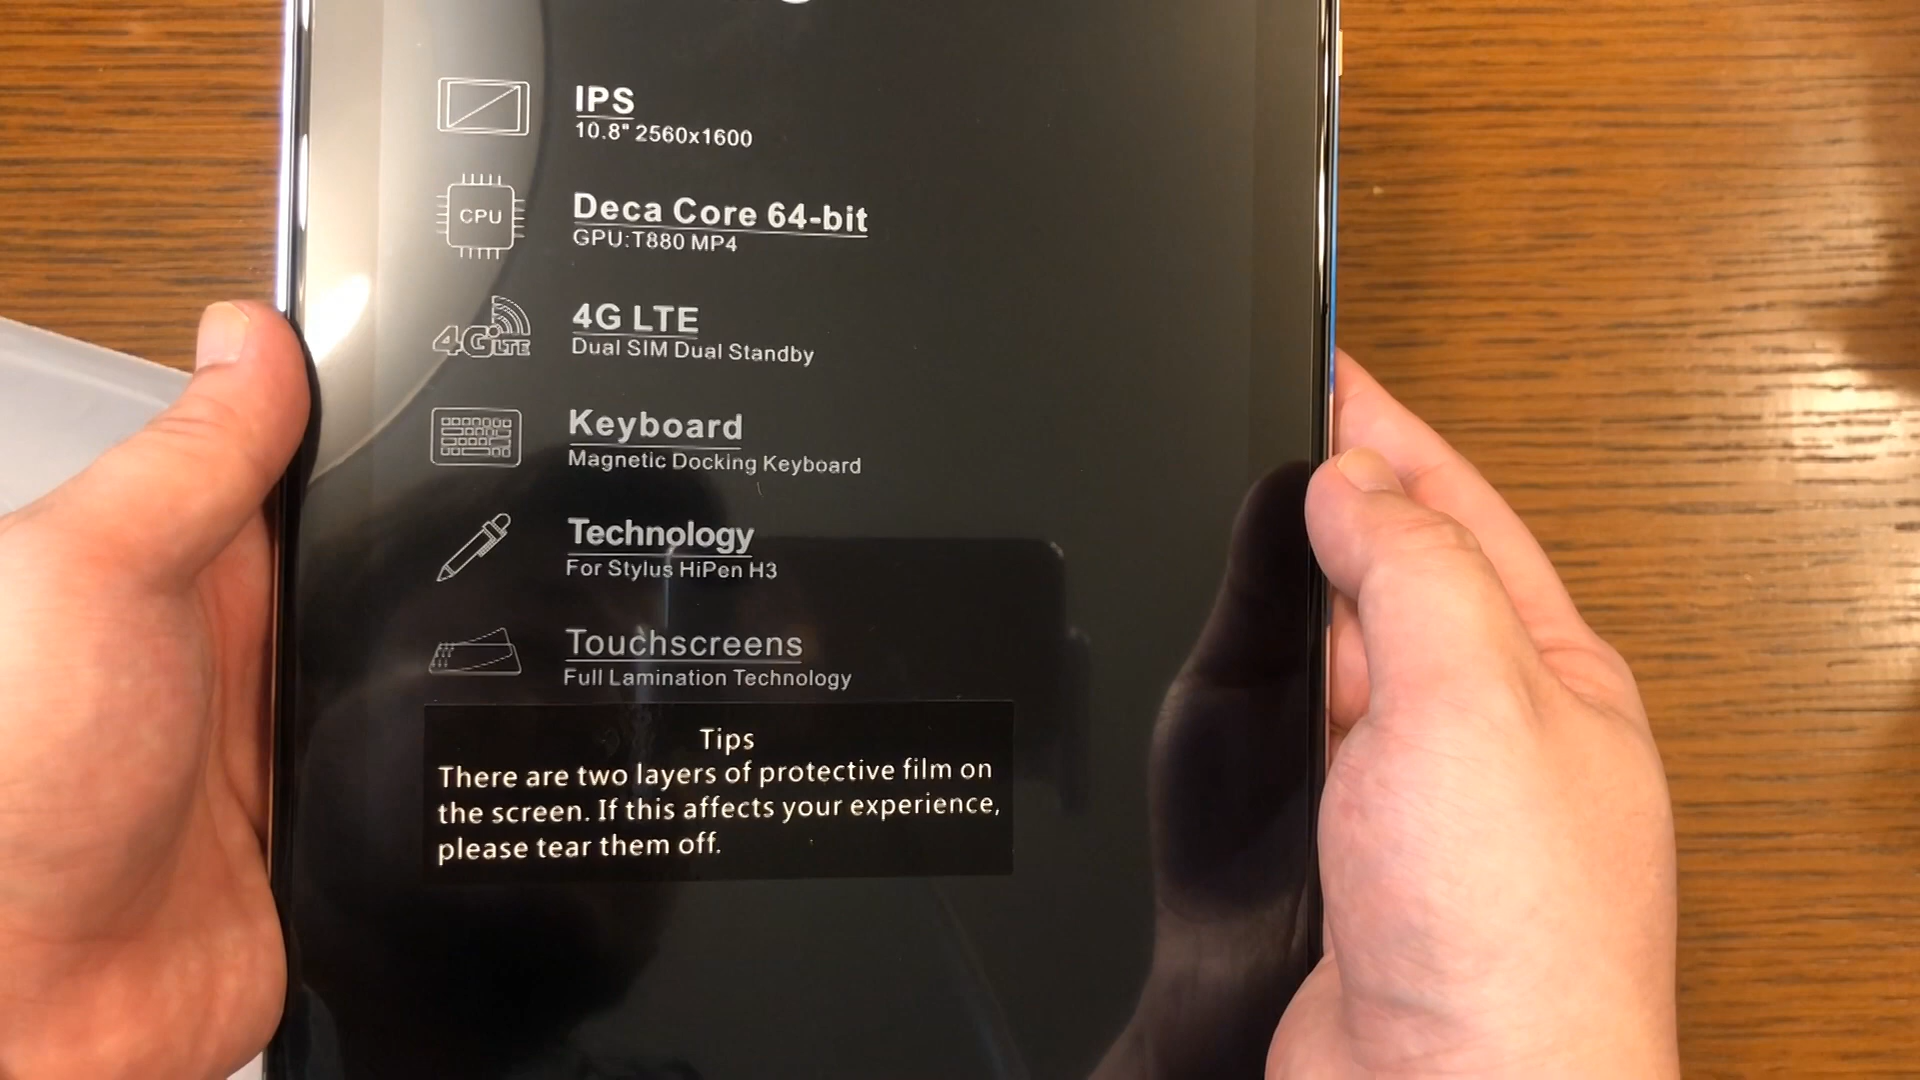 IPS
10.8" 2560x1600
CPU
Deca Core 64-bit
GPU:T880 MP4
4G LTE
4G LTE
Dual SIM Dual Standby
Keyboard
Magnetic Docking Keyboard
Technology
For Stylus HiPen H3
Touchscreens
Full Lamination Technology
Tips
There are two layers of protective film on
the screen. If this affects your experience,
please tear them off.